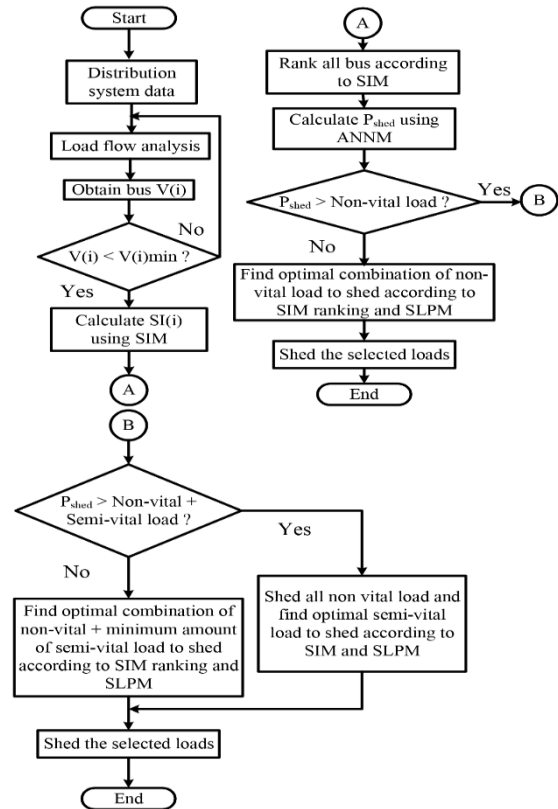 Start
Distribution
system data
Load flow analysis
Obtain bus V(i)
No
V(i) < V(i)min ?
Yes
Calculate SI(i)
using SIM
A
A
Rank all bus according
to SIM
Calculate Pshed using
ANNM
Pshed > Non-vital load ?
Yes
B
No
Find optimal combination of non-
vital load to shed according to
SIM ranking and SLPM
Shed the selected loads
End
B
Pshed > Non-vital +
Semi-vital load ?
Yes
No
Find optimal combination of
non-vital + minimum amount
of semi-vital load to shed
according to SIM ranking and
SLPM
Shed all non vital load and
find optimal semi-vital
load to shed according to
SIM and SLPM
Shed the selected loads
End